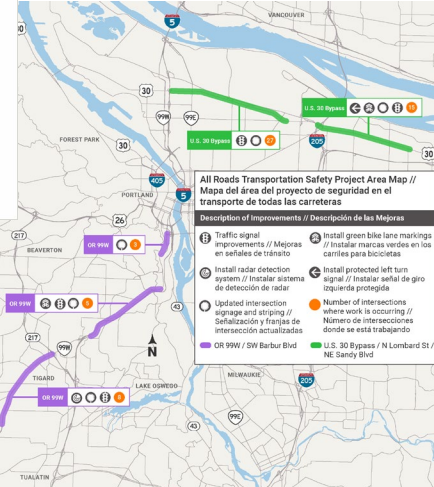 VANCOUVER
5
30
99W
99E
30
U.S. 30 Bypass 15
U.S. 30 Bypass 27
205
30
30
FOREST PARK
405
PORTLAND
5
26
217
BEAVERTON
OR 99W 5
OR 99W 5
43
217
99W
N
TIGARD
LAKE OSWEGO
OR 99W 8
MILWAUKIE
205
99E
43
TUALATIN
All Roads Transportation Safety Project Area Map //
Mapa del área del proyecto de seguridad en el
transporte de todas las carreteras
Description of Improvements // Descripción de las Mejoras
Traffic signal
improvements // Mejoras
en señales de tránsito
Install radar detection
system // Instalar sistema
de detección de radar
Updated intersection
signage and striping //
Señalización y franjas de
intersección actualizadas
OR 99W / SW Barbur Blvd
Install green bike lane markings
// Instalar marcas verdes en los
carriles para bicicletas
Install protected left turn
signal // Instalar señal de giro
izquierda protegida
Number of intersections
where work is occurring //
Número de intersecciones
donde se está trabajando
U.S. 30 Bypass / N Lombard St /
NE Sandy Blvd